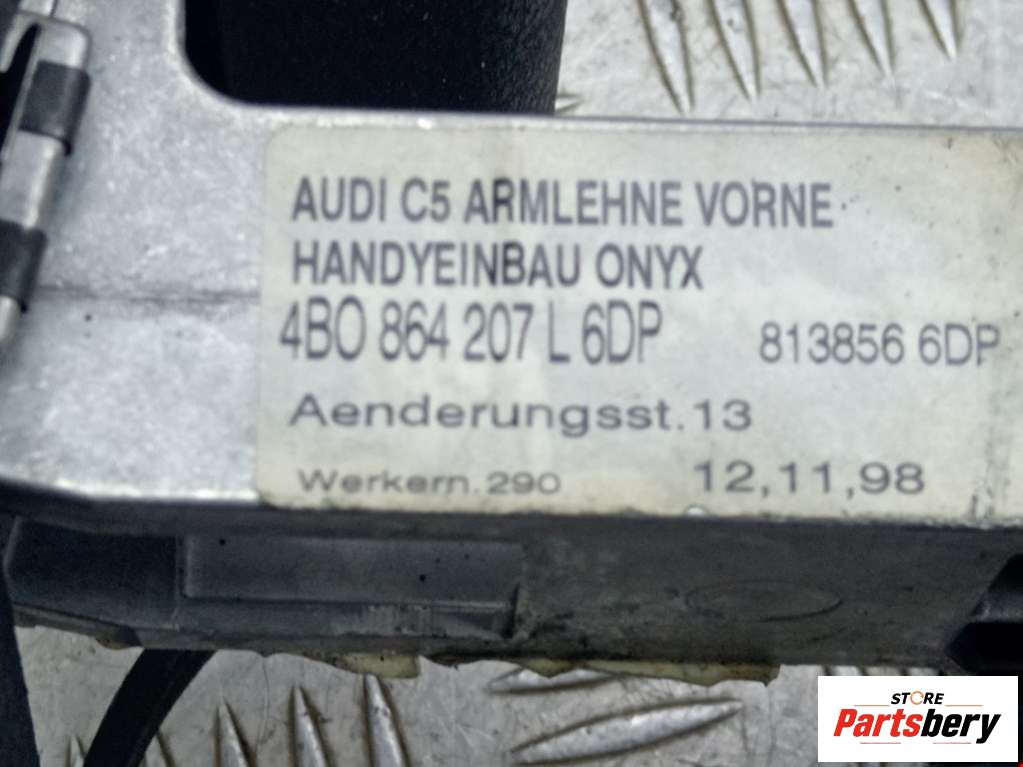 AUDI C5 ARMLEHNE VORNE
HANDYEINBAU ONYX
4BO 864 207 L 6DP 813856 6DP
Aenderungsst.13
Werkern.290 12,11,98
STORE
Partsbery